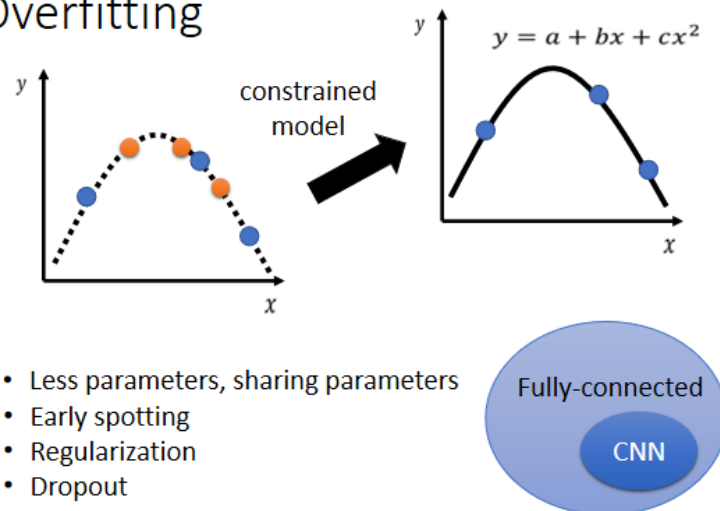 Overfitting
y
y = a + bx + cx²
y
constrained
model
x
x
• Less parameters, sharing parameters
• Early spotting
• Regularization
• Dropout
Fully-connected
CNN